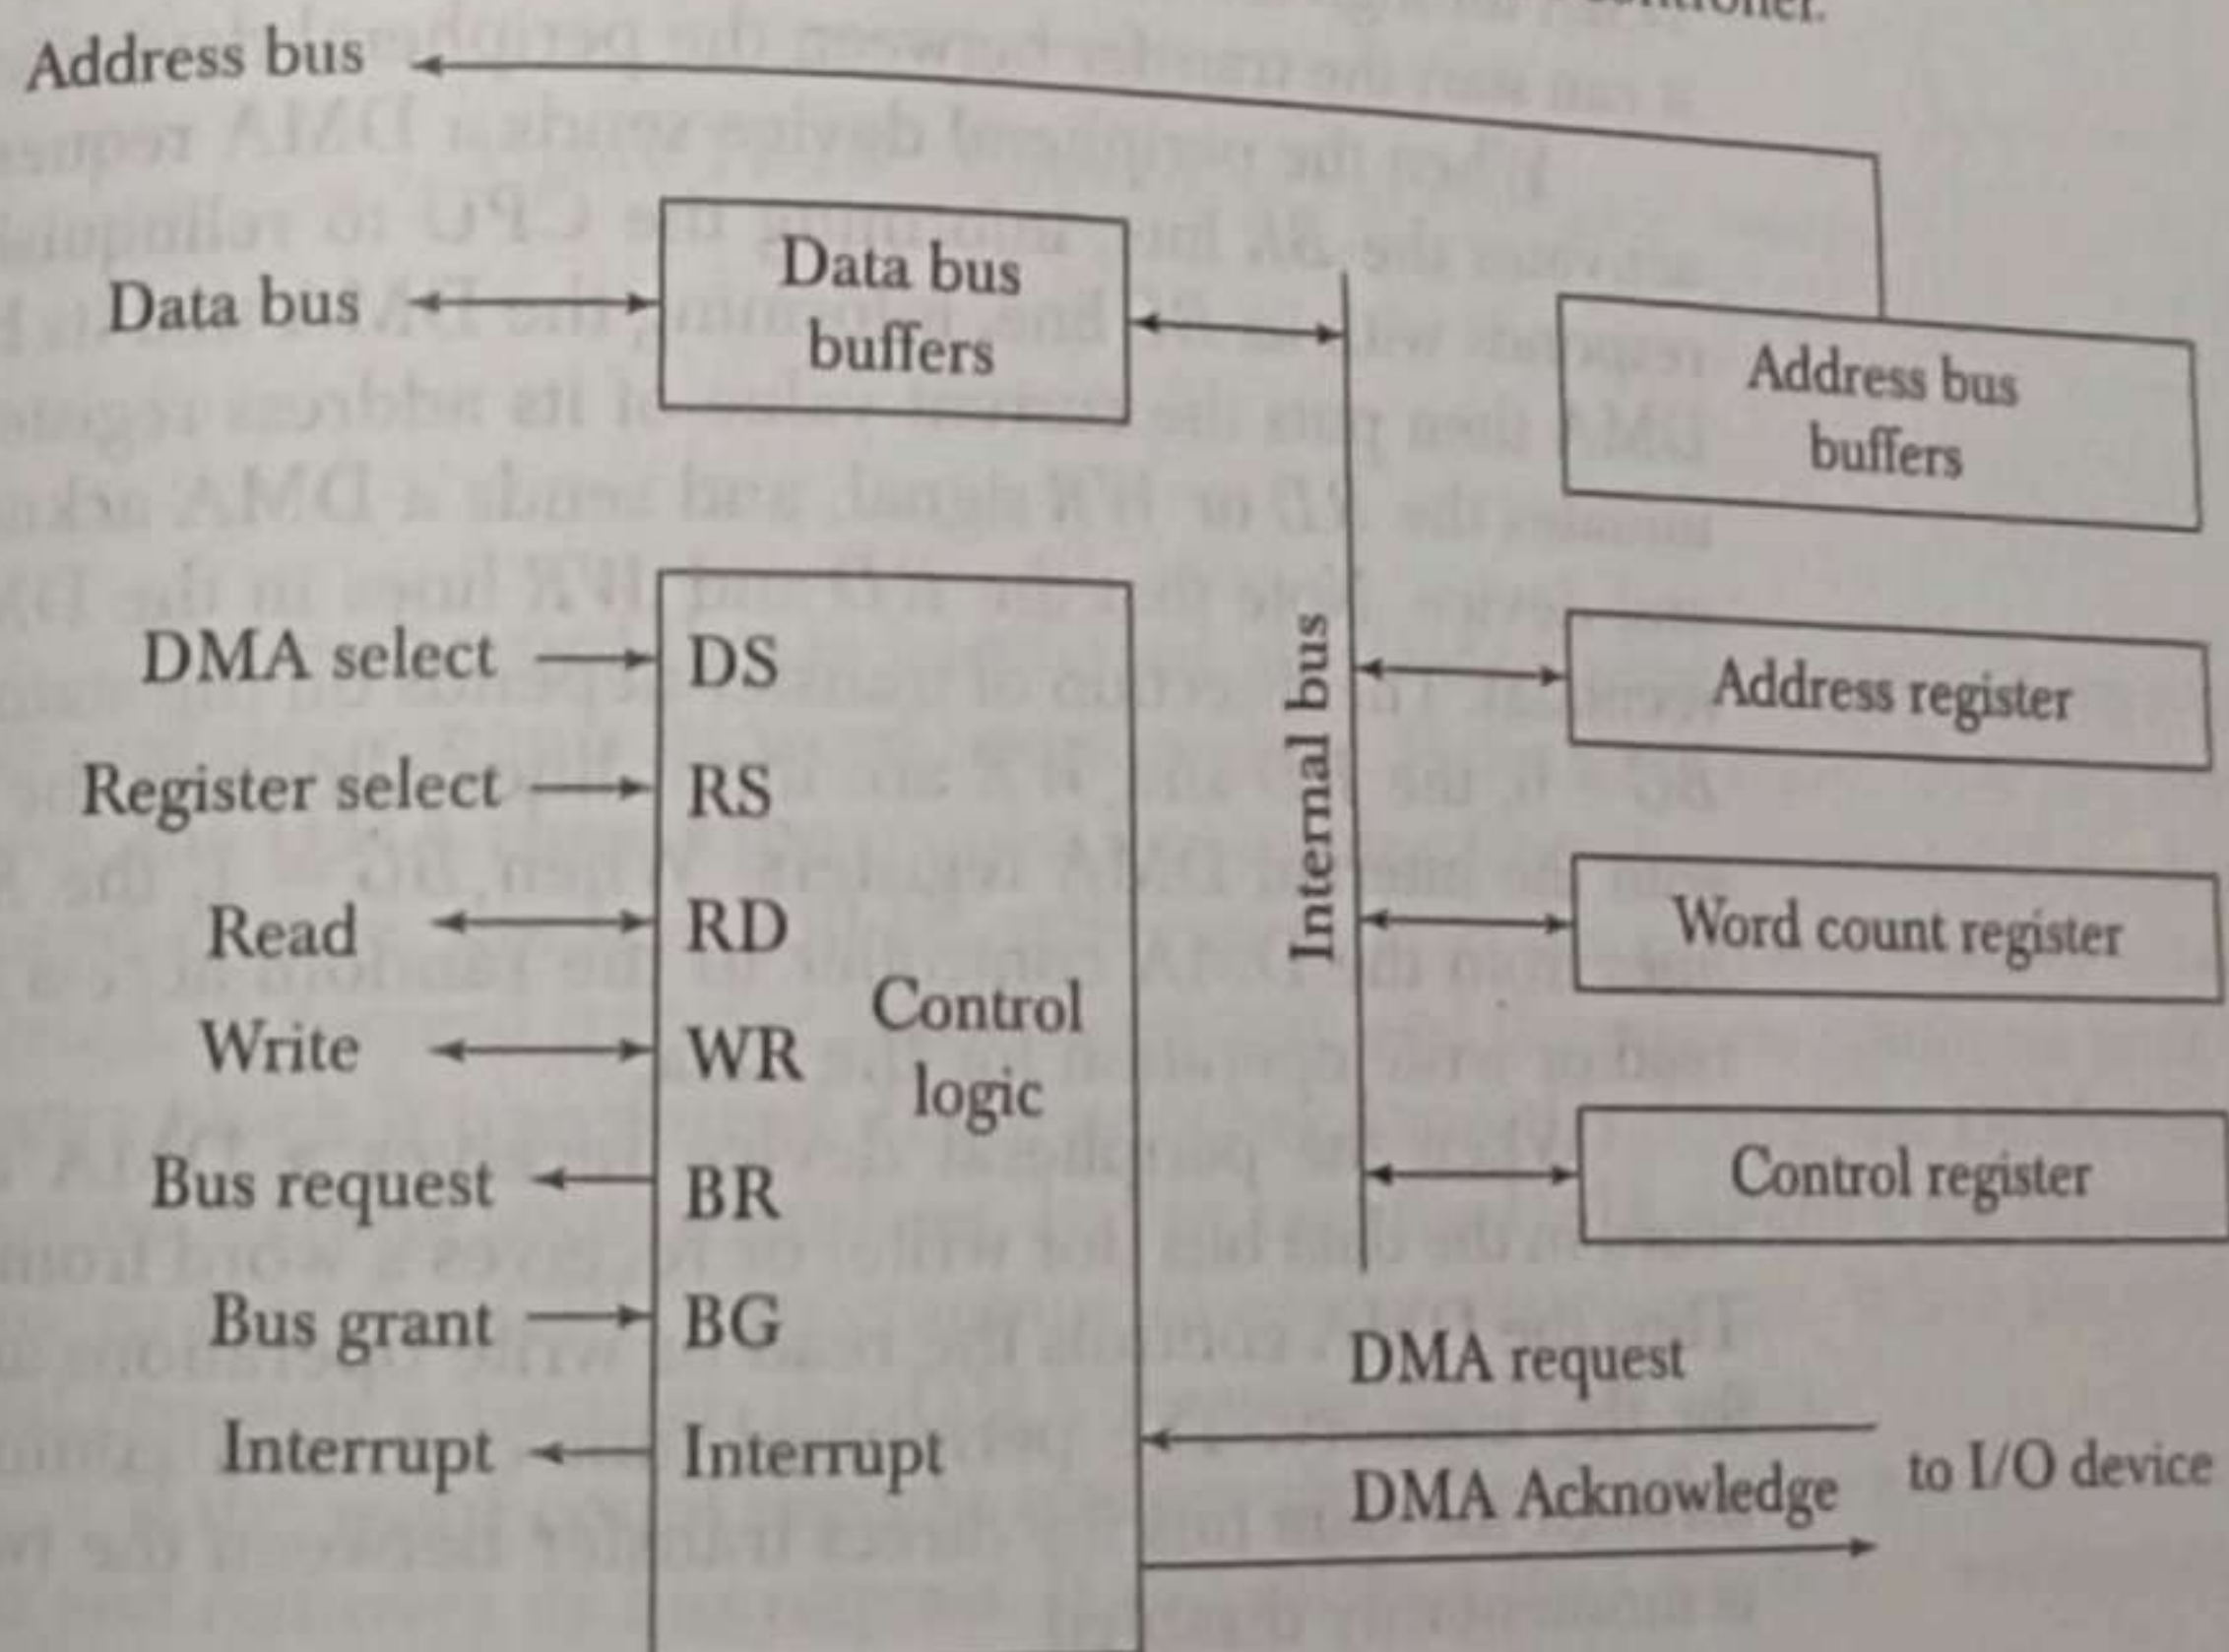 Address bus
Data bus
Data bus
buffers
Address bus
buffers
DMA select
DS
Register select
RS
Read
RD
Write
WR
Control
logic
Bus request
BR
Bus grant
BG
Interrupt
Interrupt
Internal bus
Address register
Word count register
Control register
DMA request
DMA Acknowledge
to I/O device